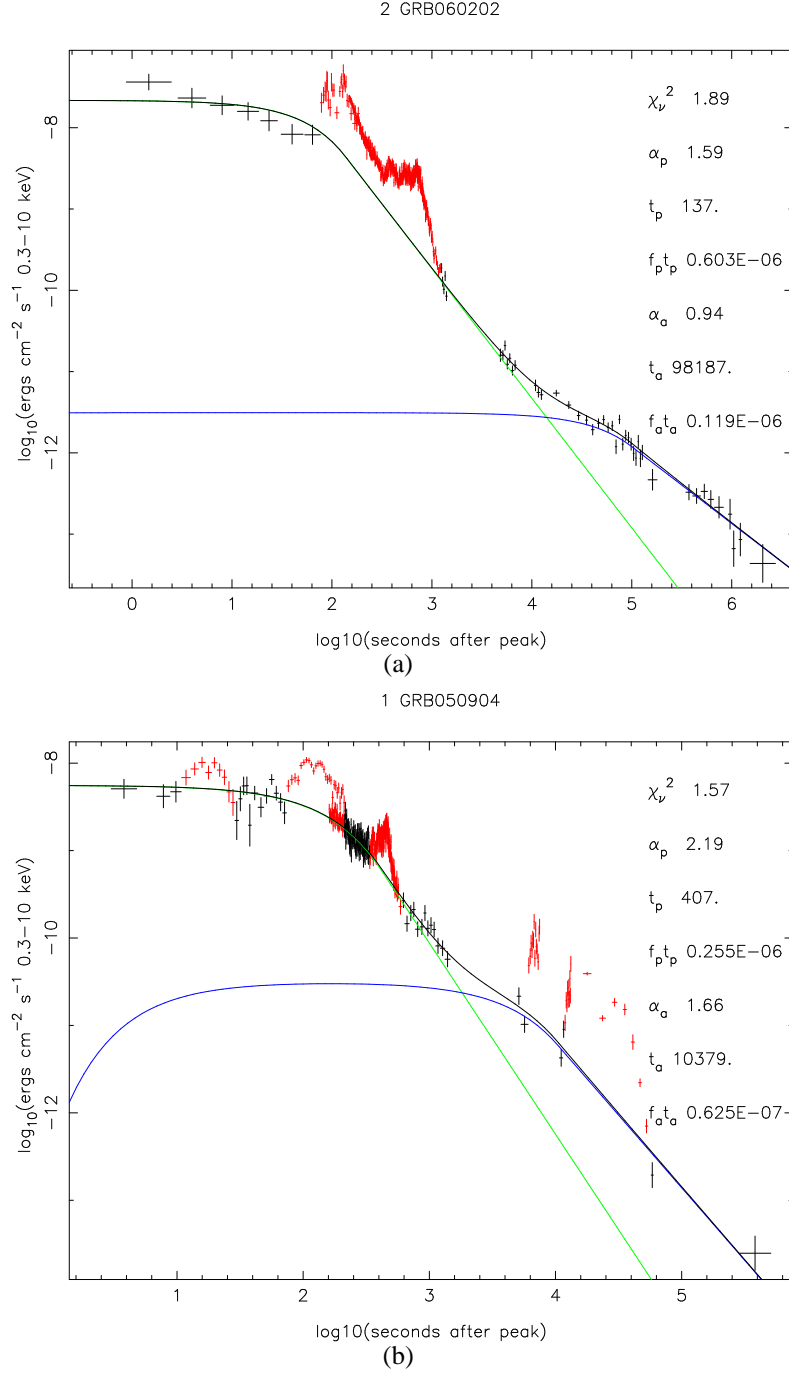 2 GRB060202
−8
−10
−12
log₁₀(ergs cm⁻² s⁻¹ 0.3−10 keV)
χᵥ² 1.89
αₚ 1.59
tₚ 137.
fₚtₚ 0.603E−06
αₐ 0.94
tₐ 98187.
fₐtₐ 0.119E−06
0 1 2 3 4 5 6
log10(seconds after peak)
(a)
1 GRB050904
−8
−10
−12
log₁₀(ergs cm⁻² s⁻¹ 0.3−10 keV)
χᵥ² 1.57
αₚ 2.19
tₚ 407.
fₚtₚ 0.255E−06
αₐ 1.66
tₐ 10379.
fₐtₐ 0.625E−07
1 2 3 4 5
log10(seconds after peak)
(b)